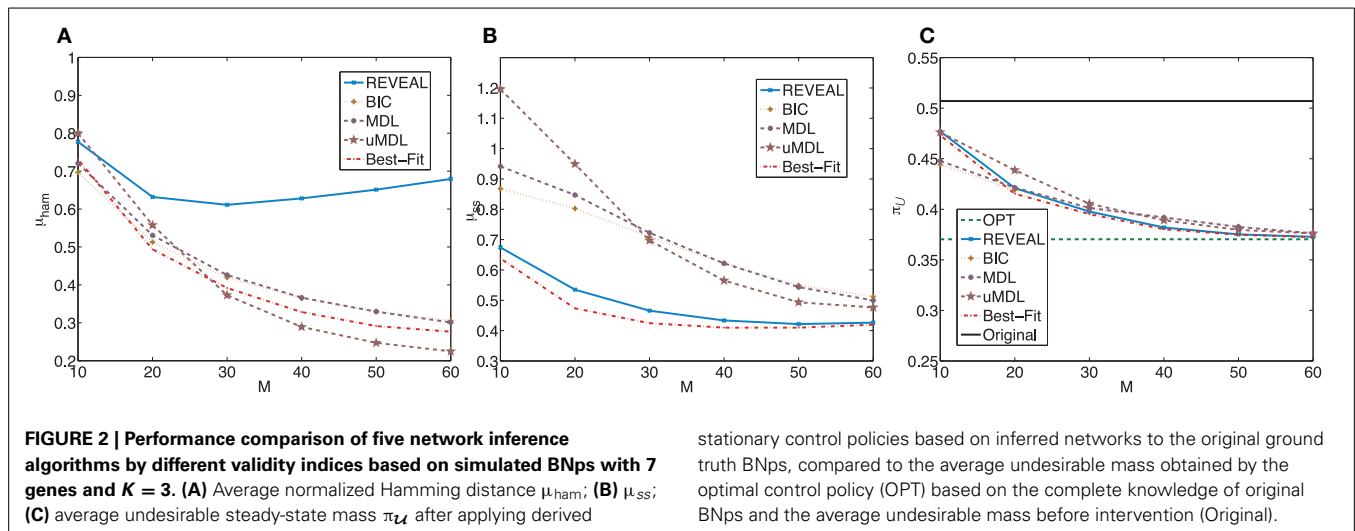 A
1
0.9
0.8
0.7
0.6
0.5
0.4
0.3
0.2
μham
10 20 30 40 50 60
M
REVEAL
BIC
MDL
uMDL
Best–Fit
B
1.2
1.1
1
0.9
0.8
0.7
0.6
0.5
0.4
0.3
μss
10 20 30 40 50 60
M
REVEAL
BIC
MDL
uMDL
Best–Fit
C
0.55
0.5
0.45
0.4
0.35
0.3
0.25
πU
10 20 30 40 50 60
M
OPT
REVEAL
BIC
MDL
uMDL
Best–Fit
Original
FIGURE 2 | Performance comparison of five network inference
algorithms by different validity indices based on simulated BNps with 7
genes and K = 3. (A) Average normalized Hamming distance μham; (B) μss;
(C) average undesirable steady-state mass πU after applying derived
stationary control policies based on inferred networks to the original ground
truth BNps, compared to the average undesirable mass obtained by the
optimal control policy (OPT) based on the complete knowledge of original
BNps and the average undesirable mass before intervention (Original).